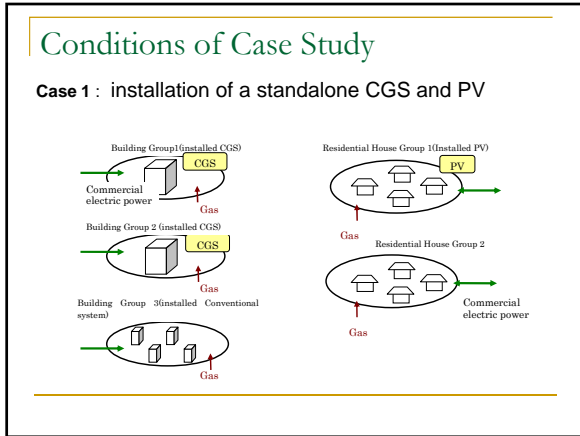 Conditions of Case Study
Case 1 : installation of a standalone CGS and PV
Building Group1(installed CGS)
CGS
Commercial
electric power
Gas
Building Group 2 (installed CGS)
CGS
Gas
Building Group 3(installed Conventional
system)
Gas
Residential House Group 1(Installed PV)
PV
Gas
Residential House Group 2
Commercial
electric power
Gas